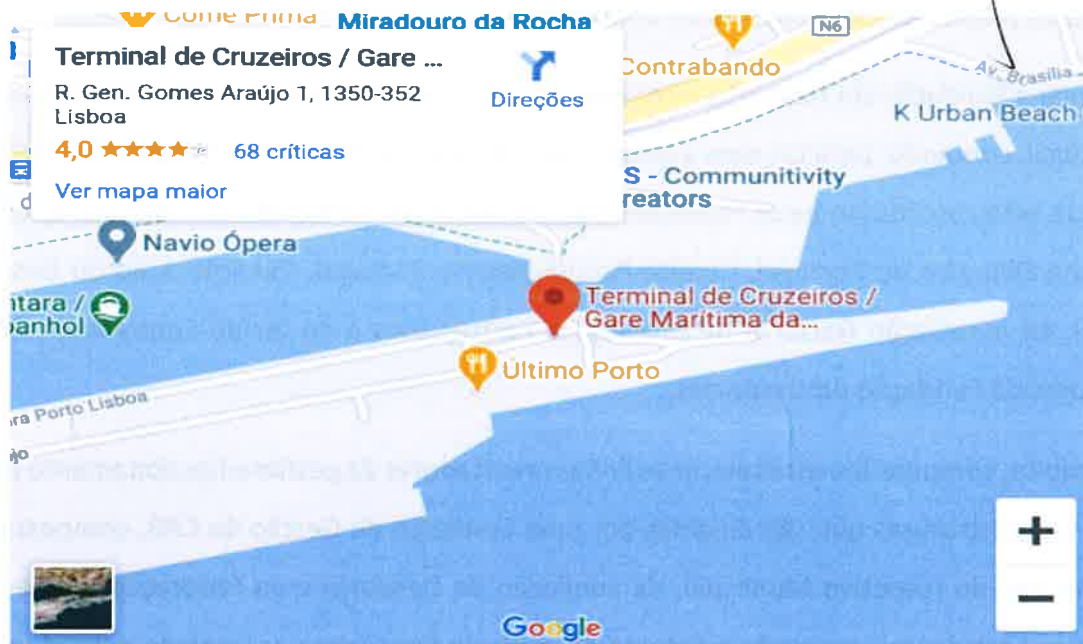 Come Prima
Miradouro da Rocha
N6
Terminal de Cruzeiros / Gare ...
R. Gen. Gomes Araújo 1, 1350-352
Lisboa
Direções
4,0
68 críticas
Ver mapa maior
Contrabando
Av. Brasília
K Urban Beach
S - Communitivity
reators
Navio Ópera
ntara /
panhol
Terminal de Cruzeiros /
Gare Marítima da...
Último Porto
ra Porto Lisboa
Google
+
−